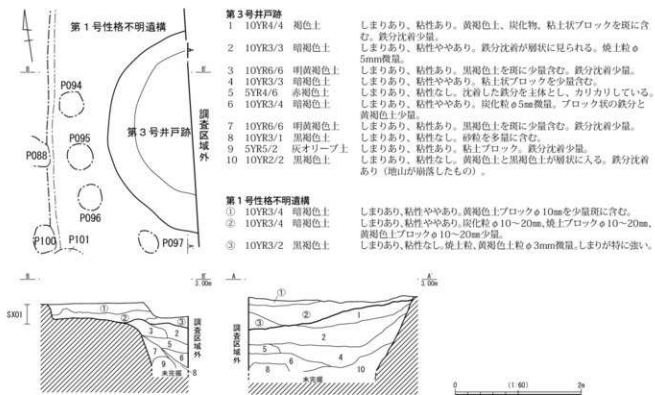 第1号性格不明遺構
B
B'
P094
P088
P095
P096
P100
P101
P097
第3号井戸跡
調査区域外
第3号井戸跡
1 10YR4/4 褐色土 しまりあり、粘性あり。黄褐色土、炭化物、粘土状ブロックを斑に含
む。鉄分沈着少量。
2 10YR3/3 暗褐色土 しまりあり、粘性ややあり。鉄分沈着が層状に見られる。焼土粒φ
5mm微量。
3 10YR6/6 明黄褐色土 しまりあり、粘性あり。黒褐色土を斑に少量含む。鉄分沈着少量。
4 10YR3/3 暗褐色土 しまりあり、粘性ややあり。粘土状ブロックを少量含む。
5 5YR4/6 赤褐色土 しまりあり、粘性なし。沈着した鉄分を主体とし、カリカリしている。
6 10YR3/4 暗褐色土 しまりあり、粘性ややあり。炭化粒φ5mm微量。ブロック状の鉄分と
黄褐色土少量。
7 10YR6/6 明黄褐色土 しまりあり、粘性あり。黒褐色土を斑に少量含む。鉄分沈着少量。
8 10YR3/1 黒褐色土 しまりあり、粘性なし。砂粒を多量に含む。
9 5YR5/2 灰オリーブ土 しまりあり、粘性あり。粘土ブロック。鉄分沈着少量。
10 10YR2/2 黒褐色土 しまりあり、粘性なし。黄褐色土と黒褐色土が層状に入る。鉄分沈着
あり（地山が崩落したもの）。
第1号性格不明遺構
① 10YR3/4 暗褐色土 しまりあり、粘性ややあり。黄褐色土ブロックφ10mmを少量斑に含む。
② 10YR3/4 暗褐色土 しまりあり、粘性ややあり。炭化粒φ10～20mm、焼土ブロックφ10～20mm、
黄褐色土ブロックφ10～20mm少量。
③ 10YR3/2 黒褐色土 しまりあり、粘性なし。焼土粒、黄褐色土粒φ3mm微量。しまりが特に強い。
B
B'
3.00m
SX01
①
②
③
3
2
5
7
6
9
8
未完掘
調査区域外
A
A'
3.00m
調査区域外
①
②
③
1
2
5
4
6
8
10
未完掘
0 (1:60) 2m